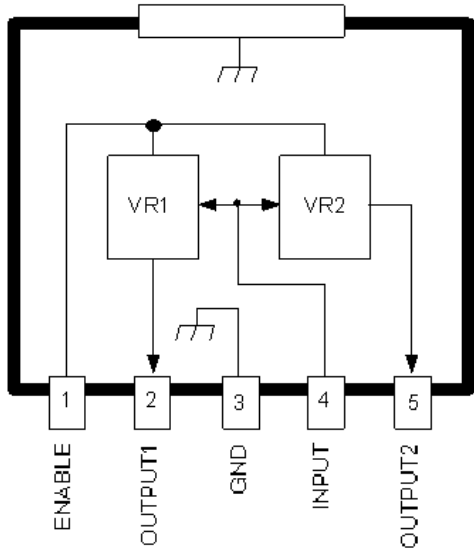 VR1
VR2
1
2
3
4
5
ENABLE
OUTPUT1
GND
INPUT
OUTPUT2